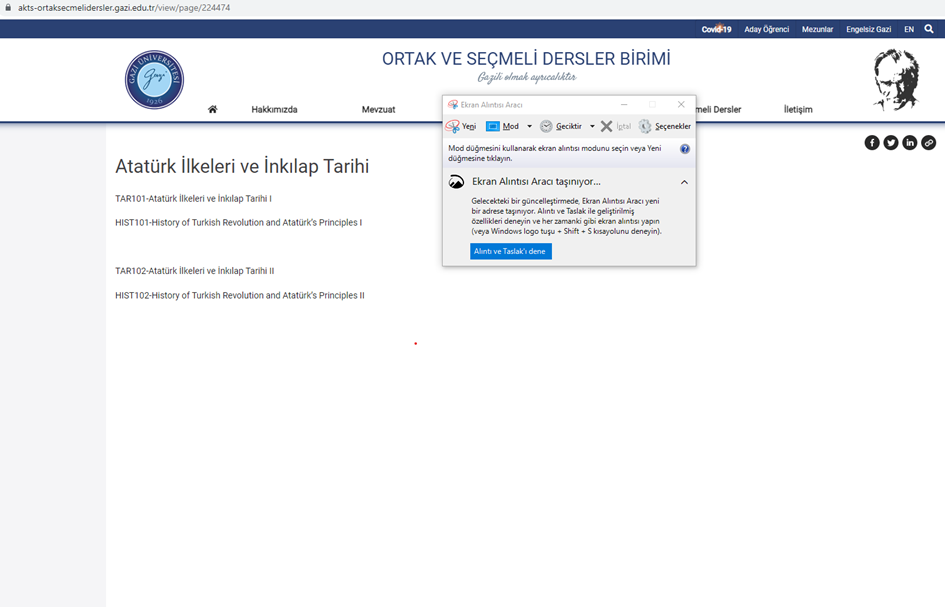 akts-ortaksecmelidersler.gazi.edu.tr/view/page/224474
Covid-19 Aday Öğrenci Mezunlar Engelsiz Gazi EN
GAZİ ÜNİVERSİTESİ
Gazi
1926
ORTAK VE SEÇMELİ DERSLER BİRİMİ
Gazili olmak ayrıcalıktır
Hakkımızda Mevzuat meli Dersler İletişim
Ekran Alıntısı Aracı
Yeni Mod Geciktir İptal Seçenekler
Mod düğmesini kullanarak ekran alıntısı modunu seçin veya Yeni
düğmesine tıklayın.
Ekran Alıntısı Aracı taşınıyor...
Gelecekteki bir güncelleştirmede, Ekran Alıntısı Aracı yeni
bir adrese taşınıyor. Alıntı ve Taslak ile geliştirilmiş
özellikleri deneyin ve her zamanki gibi ekran alıntısı yapın
(veya Windows logo tuşu + Shift + S kısayolunu deneyin).
Alıntı ve Taslak'ı dene
Atatürk İlkeleri ve İnkılap Tarihi
TAR101-Atatürk İlkeleri ve İnkılap Tarihi I
HIST101-History of Turkish Revolution and Atatürk's Principles I
TAR102-Atatürk İlkeleri ve İnkılap Tarihi II
HIST102-History of Turkish Revolution and Atatürk's Principles II